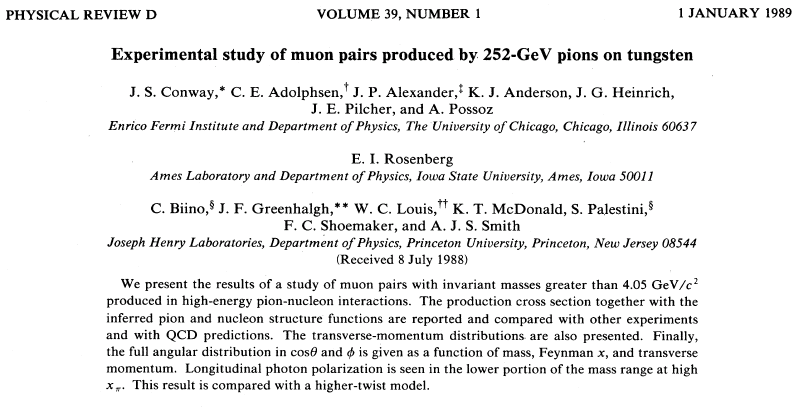 PHYSICAL REVIEW D VOLUME 39, NUMBER 1 1 JANUARY 1989
Experimental study of muon pairs produced by 252-GeV pions on tungsten
J. S. Conway,* C. E. Adolphsen,† J. P. Alexander,‡ K. J. Anderson, J. G. Heinrich,
J. E. Pilcher, and A. Possoz
Enrico Fermi Institute and Department of Physics, The University of Chicago, Chicago, Illinois 60637
E. I. Rosenberg
Ames Laboratory and Department of Physics, Iowa State University, Ames, Iowa 50011
C. Biino,§ J. F. Greenhalgh,** W. C. Louis,†† K. T. McDonald, S. Palestini,§
F. C. Shoemaker, and A. J. S. Smith
Joseph Henry Laboratories, Department of Physics, Princeton University, Princeton, New Jersey 08544
(Received 8 July 1988)
We present the results of a study of muon pairs with invariant masses greater than 4.05 GeV/c²
produced in high-energy pion-nucleon interactions. The production cross section together with the
inferred pion and nucleon structure functions are reported and compared with other experiments
and with QCD predictions. The transverse-momentum distributions are also presented. Finally,
the full angular distribution in cosθ and ϕ is given as a function of mass, Feynman x, and transverse
momentum. Longitudinal photon polarization is seen in the lower portion of the mass range at high
xπ. This result is compared with a higher-twist model.